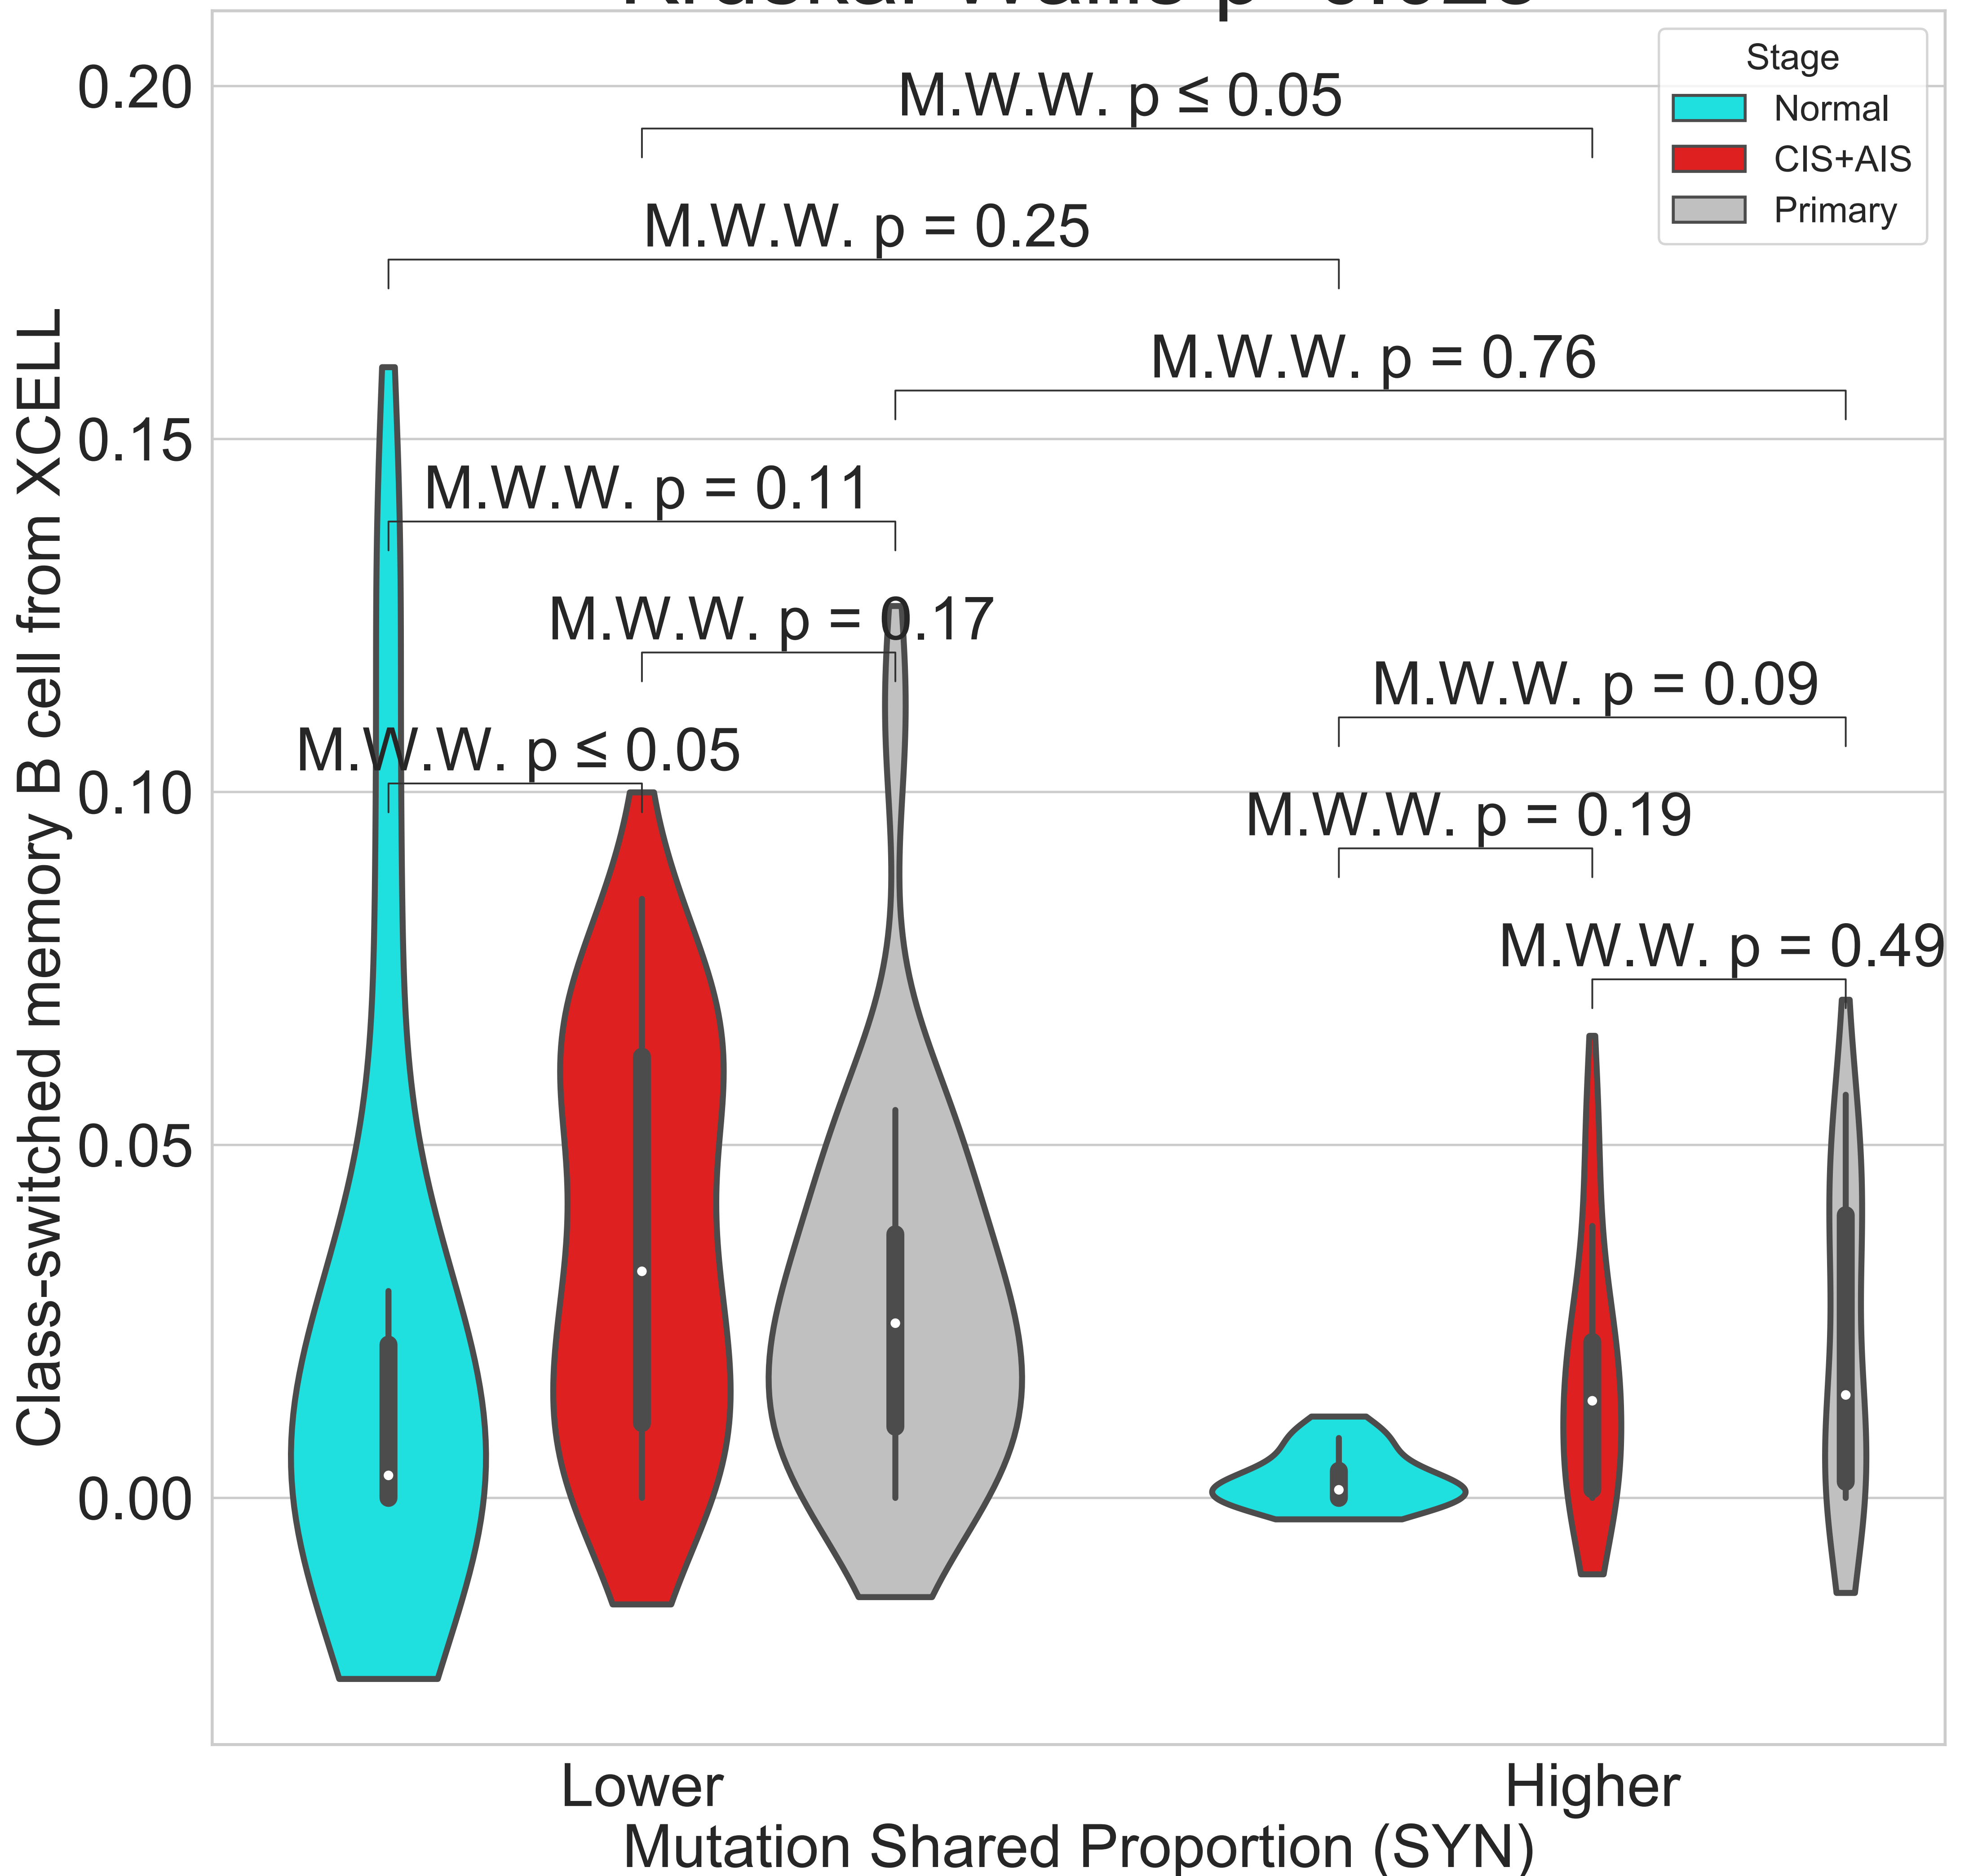 Stage
Normal
CIS+AIS
Primary
M.W.W. p ≤ 0.05
M.W.W. p = 0.25
M.W.W. p = 0.76
M.W.W. p = 0.11
M.W.W. p = 0.17
M.W.W. p ≤ 0.05
M.W.W. p = 0.09
M.W.W. p = 0.19
M.W.W. p = 0.49
0.20
0.15
0.10
0.05
0.00
Class-switched memory B cell from XCELL
Lower
Higher
Mutation Shared Proportion (SYN)